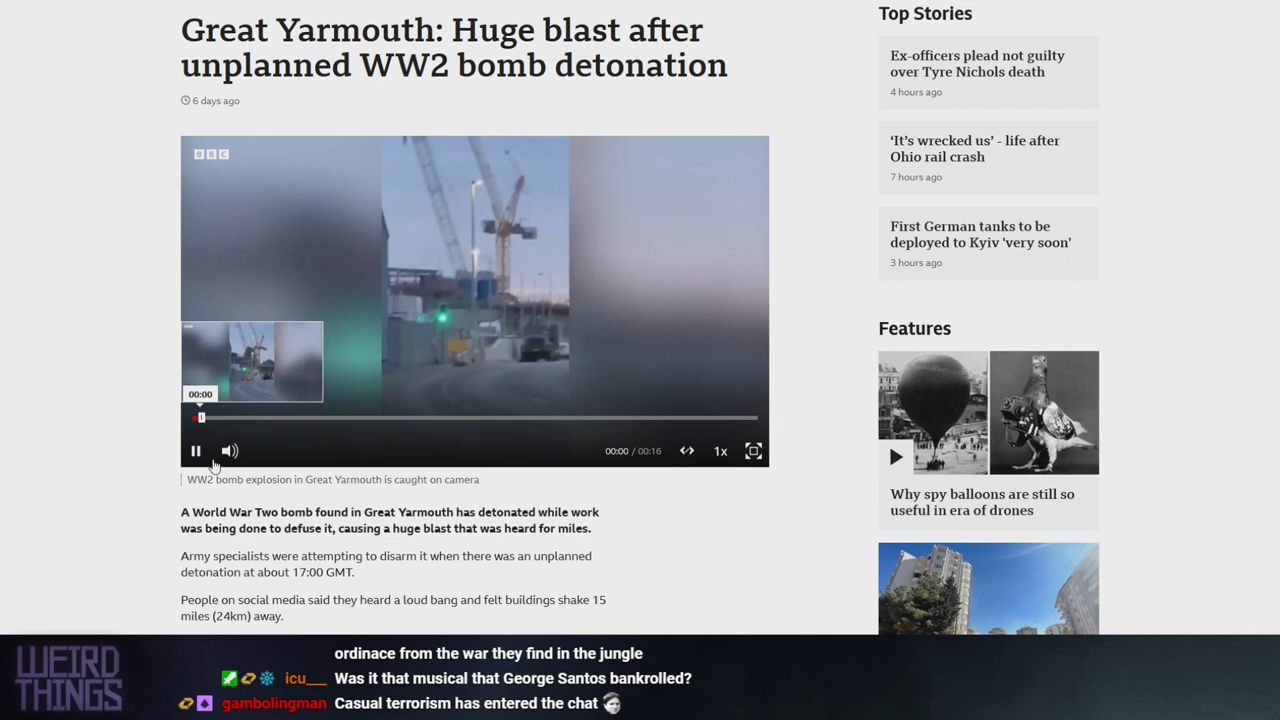 Great Yarmouth: Huge blast after
unplanned WW2 bomb detonation
6 days ago
BBC
00:00
00:00 / 00:16
1x
WW2 bomb explosion in Great Yarmouth is caught on camera
A World War Two bomb found in Great Yarmouth has detonated while work
was being done to defuse it, causing a huge blast that was heard for miles.
Army specialists were attempting to disarm it when there was an unplanned
detonation at about 17:00 GMT.
People on social media said they heard a loud bang and felt buildings shake 15
miles (24km) away.
Top Stories
Ex-officers plead not guilty
over Tyre Nichols death
4 hours ago
‘It’s wrecked us’ - life after
Ohio rail crash
7 hours ago
First German tanks to be
deployed to Kyiv 'very soon'
3 hours ago
Features
Why spy balloons are still so
useful in era of drones
WEIRD
THINGS
ordinace from the war they find in the jungle
icu___ Was it that musical that George Santos bankrolled?
gambolingman Casual terrorism has entered the chat